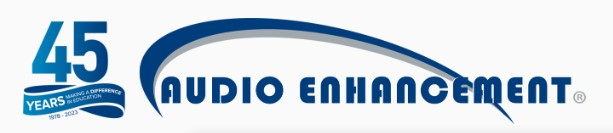 45
YEARS MAKING A DIFFERENCE
IN EDUCATION
1978 - 2023
AUDIO ENHANCEMENT®